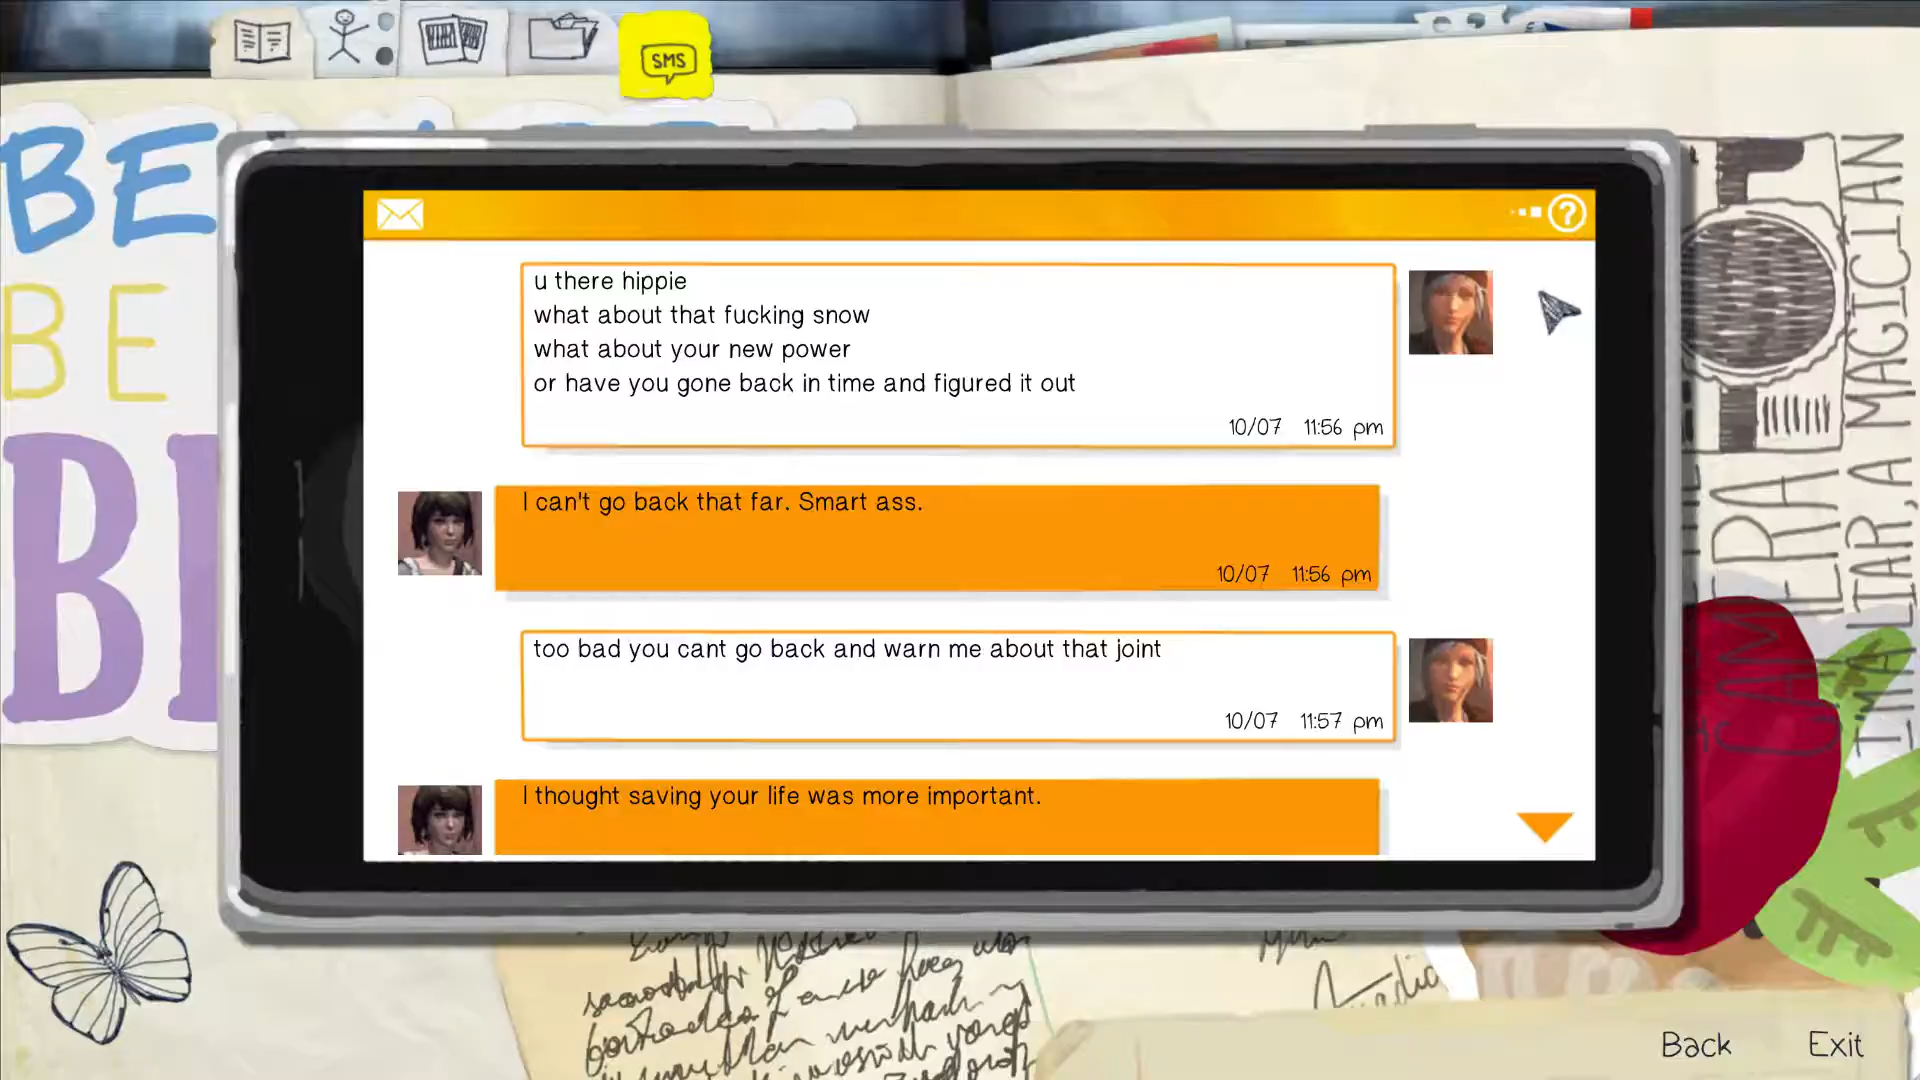 SMS
BE
BE
u there hippie
what about that fucking snow
what about your new power
or have you gone back in time and figured it out
10/07 11:56 pm
I can't go back that far. Smart ass.
10/07 11:56 pm
too bad you cant go back and warn me about that joint
10/07 11:57 pm
I thought saving your life was more important.
CAMERA
LIAR, A MAGICIAN
Back
Exit